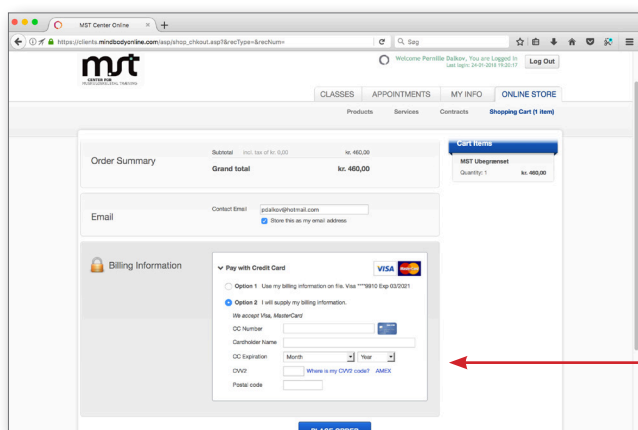 MST Center Online
https://clients.mindbodyonline.com/asp/shop_chkout.asp?&recType=&recNum=
Søg
mst
CENTER FOR
Welcome Pernille Dalkov, You are Logged in
Last login: 24-01-2018 19:20:17
Log Out
CLASSES APPOINTMENTS MY INFO ONLINE STORE
Products Services Contracts Shopping Cart (1 item)
Order Summary
Subtotal incl. tax of kr. 0,00 kr. 460,00
Grand total kr. 460,00
Cart Items
MST Ubegrænset
Quantity: 1 kr. 460,00
Email
Contact Email pdalkov@hotmail.com
Store this as my email address
Billing Information
Pay with Credit Card VISA MasterCard
Option 1 Use my billing information on file. Visa ****9910 Exp 03/2021
Option 2 I will supply my billing information.
We accept Visa, MasterCard
CC Number
Cardholder Name
CC Expiration Month Year
CVV2 Where is my CVV2 code? AMEX
Postal code
PLACE ORDER